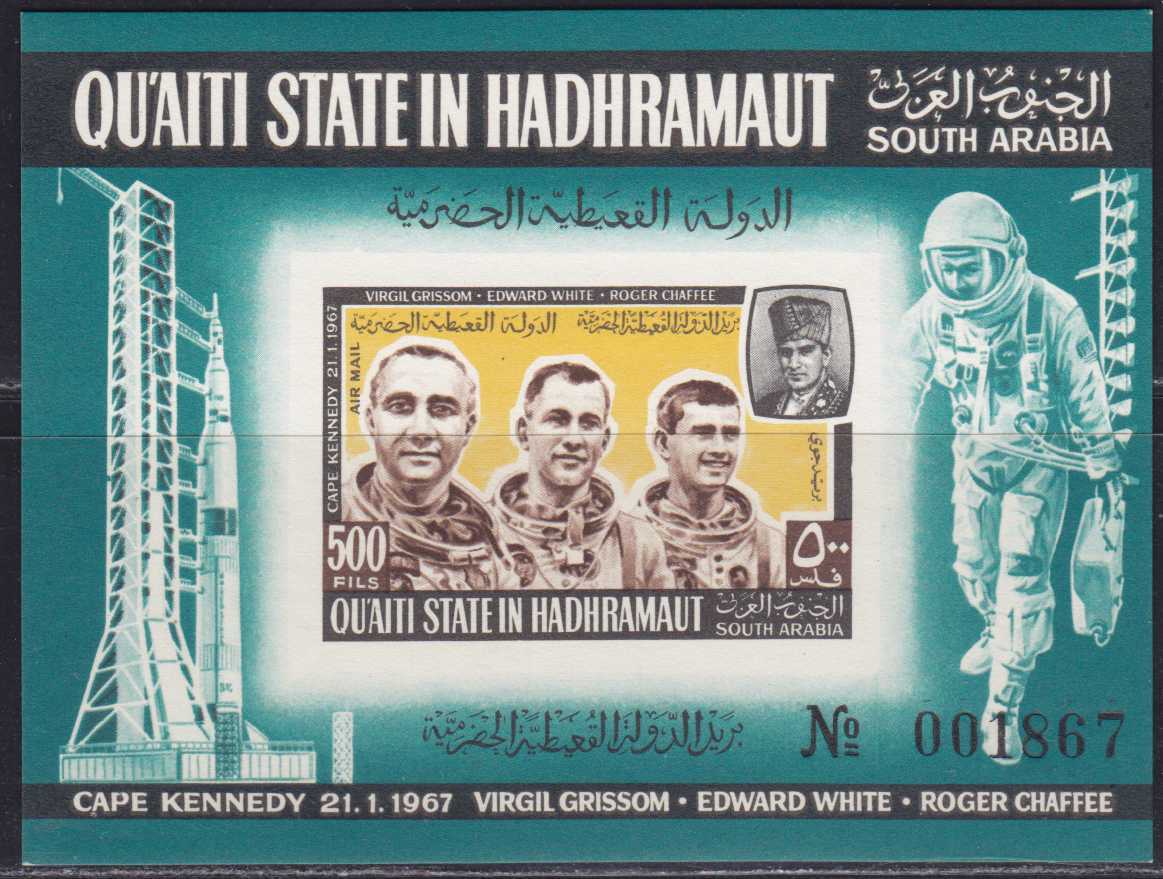 QU'AITI STATE IN HADHRAMAUT
الجنوب العربي
SOUTH ARABIA
الدولة القعيطية الحضرمية
VIRGIL GRISSOM · EDWARD WHITE · ROGER CHAFFEE
الدولة القعيطية الحضرمية
بريد الدولة القعيطية الحضرمية
CAPE KENNEDY 21.1.1967
AIR MAIL
بريد جوي
500
FILS
٥٠٠
فلس
QU'AITI STATE IN HADHRAMAUT
الجنوب العربي
SOUTH ARABIA
بريد الدولة القعيطية الحضرمية
№ 001867
CAPE KENNEDY 21.1.1967 VIRGIL GRISSOM · EDWARD WHITE · ROGER CHAFFEE